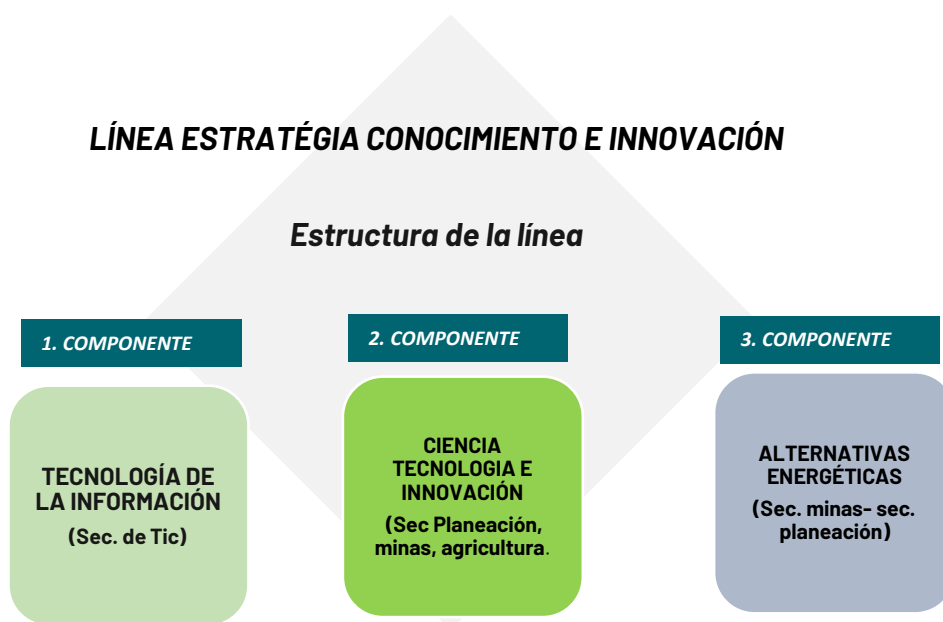 LÍNEA ESTRATÉGIA CONOCIMIENTO E INNOVACIÓN
Estructura de la línea
1. COMPONENTE
TECNOLOGÍA DE
LA INFORMACIÓN
(Sec. de Tic)
2. COMPONENTE
CIENCIA
TECNOLOGIA E
INNOVACIÓN
(Sec Planeación,
minas, agricultura.
3. COMPONENTE
ALTERNATIVAS
ENERGÉTICAS
(Sec. minas- sec.
planeación)